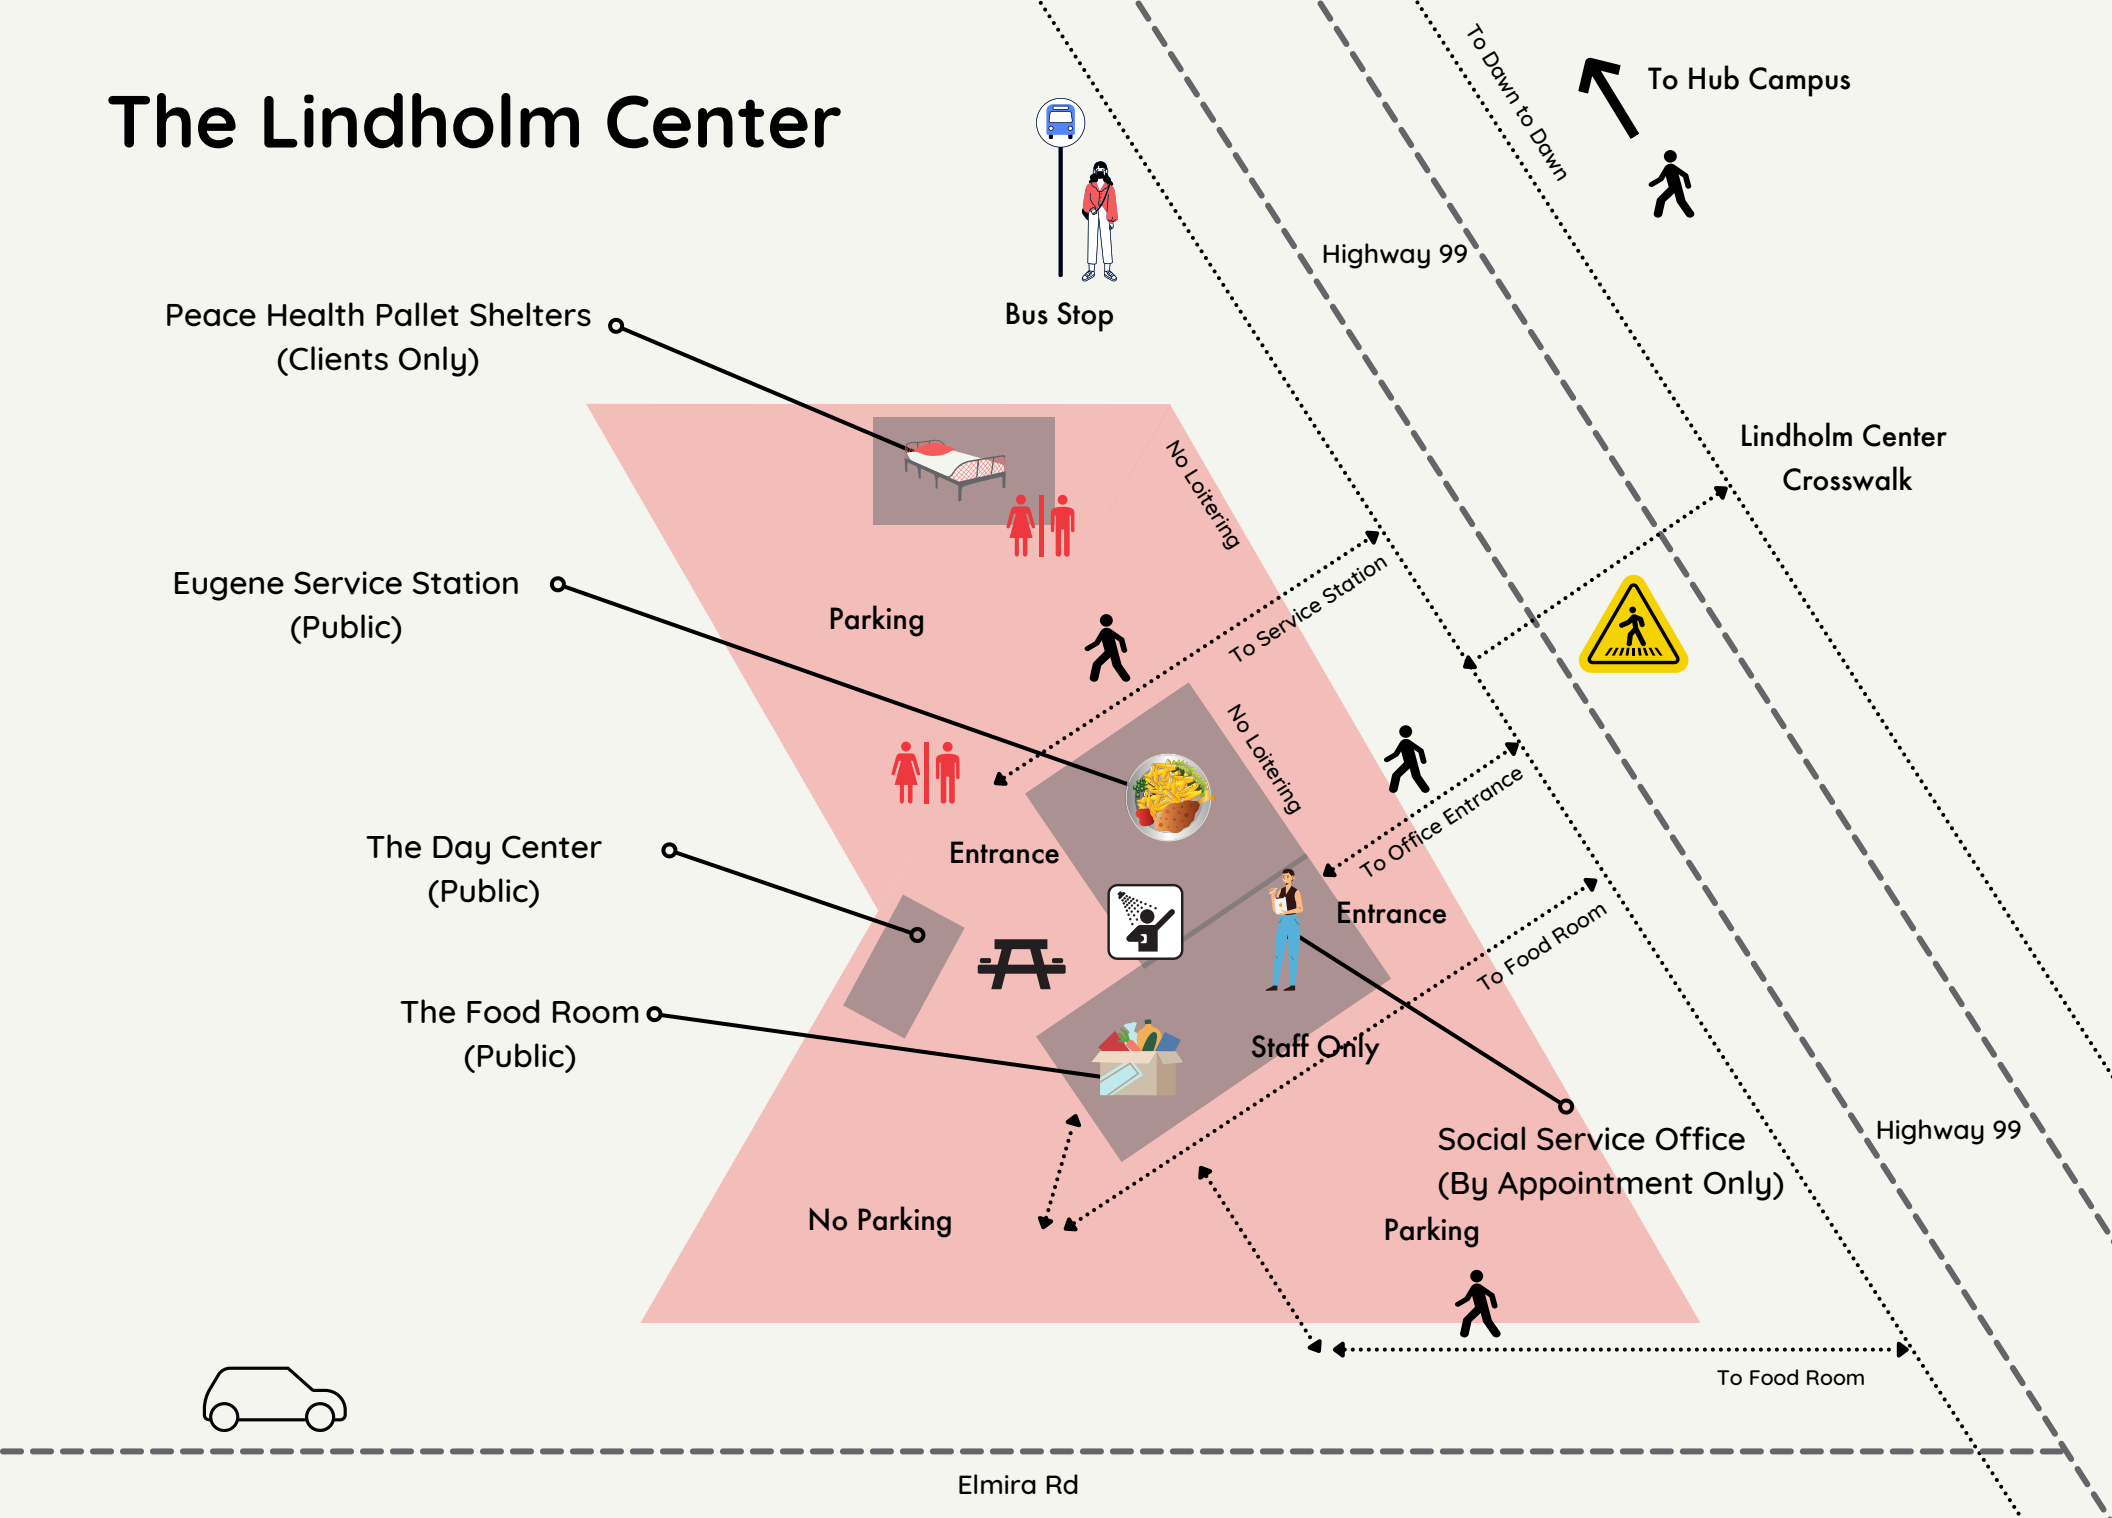 The Lindholm Center
To Dawn to Dawn
To Hub Campus
Highway 99
Bus Stop
Peace Health Pallet Shelters
(Clients Only)
Lindholm Center
Crosswalk
No Loitering
Eugene Service Station
(Public)
Parking
To Service Station
No Loitering
To Office Entrance
The Day Center
(Public)
Entrance
Entrance
To Food Room
The Food Room
(Public)
Staff Only
Social Service Office
(By Appointment Only)
Highway 99
No Parking
Parking
To Food Room
Elmira Rd